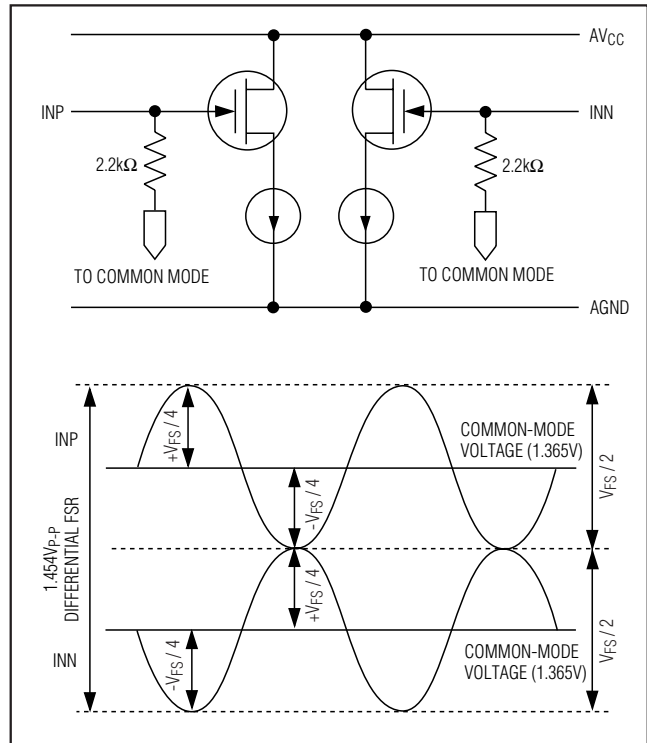 AVCC
INP
INN
2.2kΩ
2.2kΩ
TO COMMON MODE
TO COMMON MODE
AGND
INP
+VFS / 4
COMMON-MODE
VOLTAGE (1.365V)
VFS / 2
-VFS / 4
1.454VP-P
DIFFERENTIAL FSR
+VFS / 4
INN
-VFS / 4
COMMON-MODE
VOLTAGE (1.365V)
VFS / 2